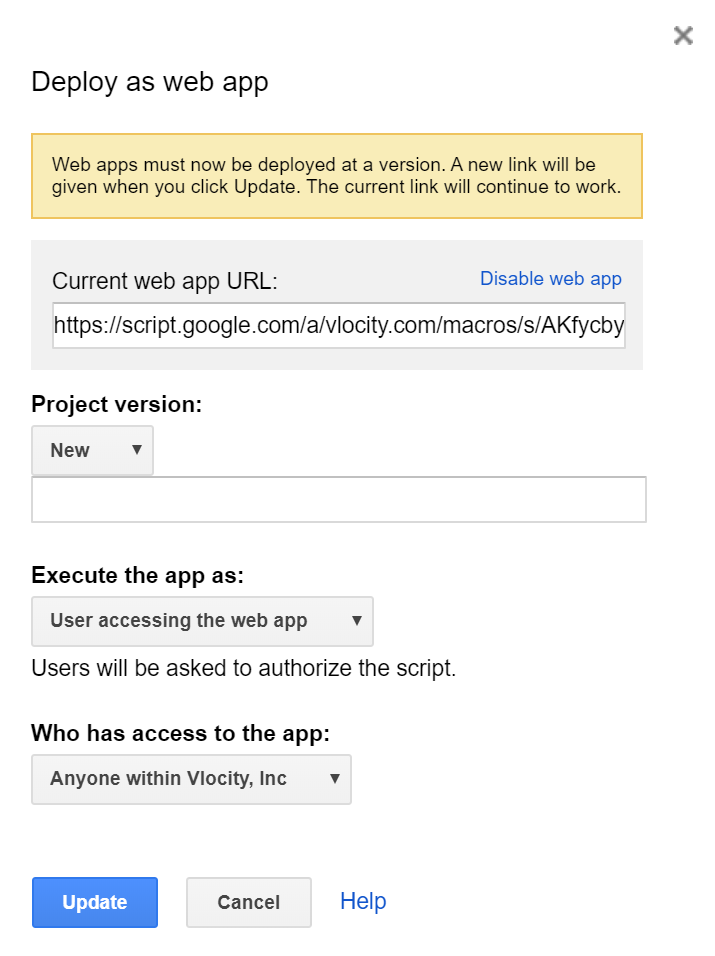 Deploy as web app
Web apps must now be deployed at a version. A new link will be
given when you click Update. The current link will continue to work.
Current web app URL:
Disable web app
https://script.google.com/a/vlocity.com/macros/s/AKfycby
Project version:
New
Execute the app as:
User accessing the web app
Users will be asked to authorize the script.
Who has access to the app:
Anyone within Vlocity, Inc
Update
Cancel
Help